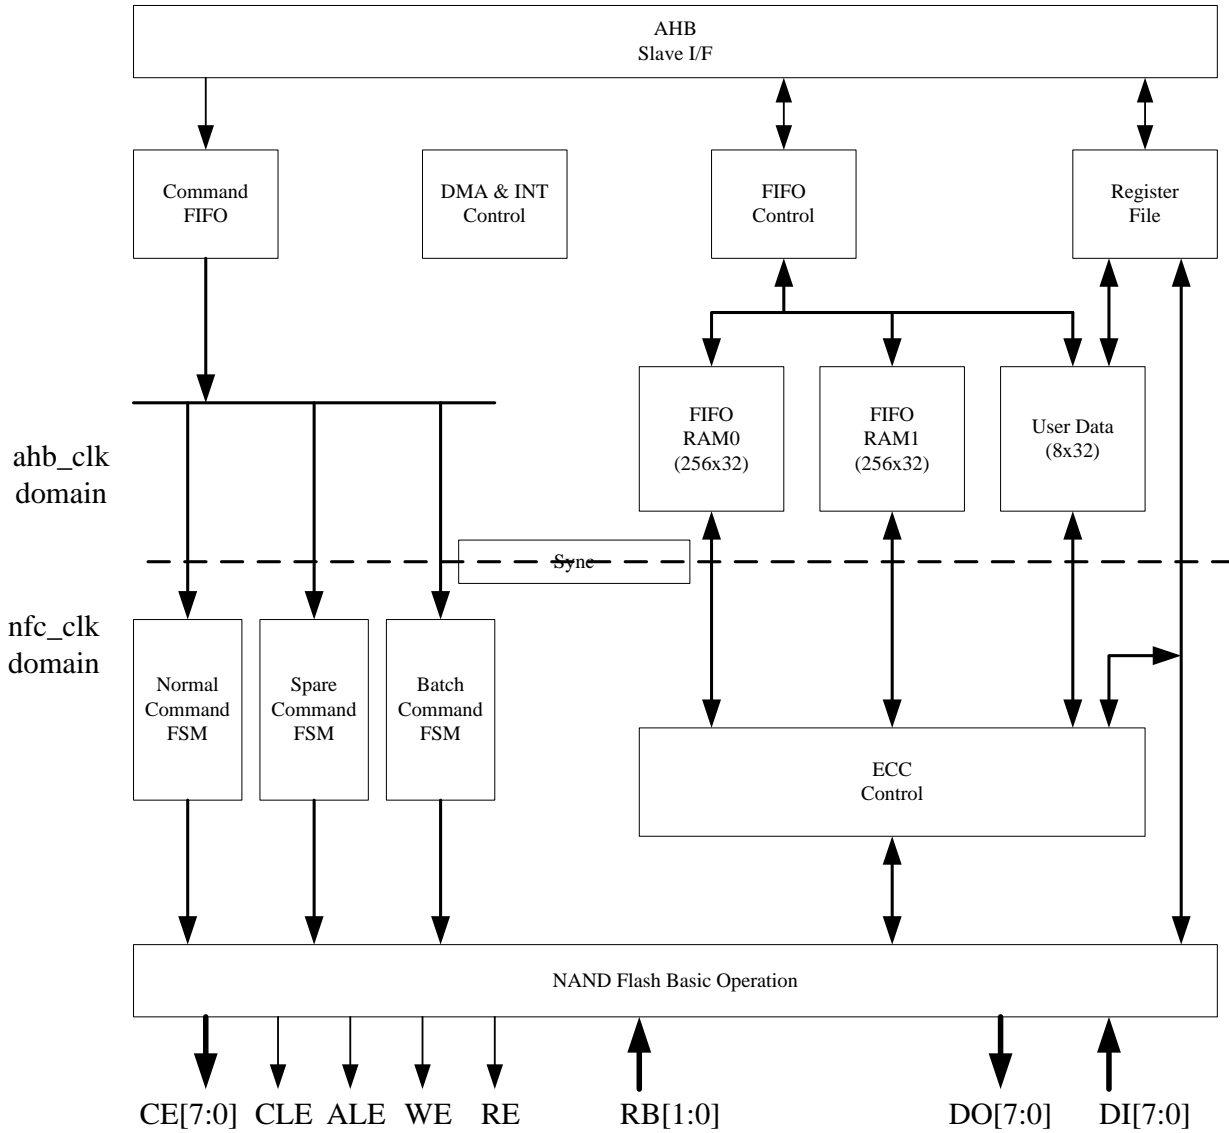 AHB
Slave I/F
Command
FIFO
DMA & INT
Control
FIFO
Control
Register
File
FIFO
RAM0
(256x32)
FIFO
RAM1
(256x32)
User Data
(8x32)
ahb_clk
domain
Sync
nfc_clk
domain
Normal
Command
FSM
Spare
Command
FSM
Batch
Command
FSM
ECC
Control
NAND Flash Basic Operation
CE[7:0]
CLE
ALE
WE
RE
RB[1:0]
DO[7:0]
DI[7:0]